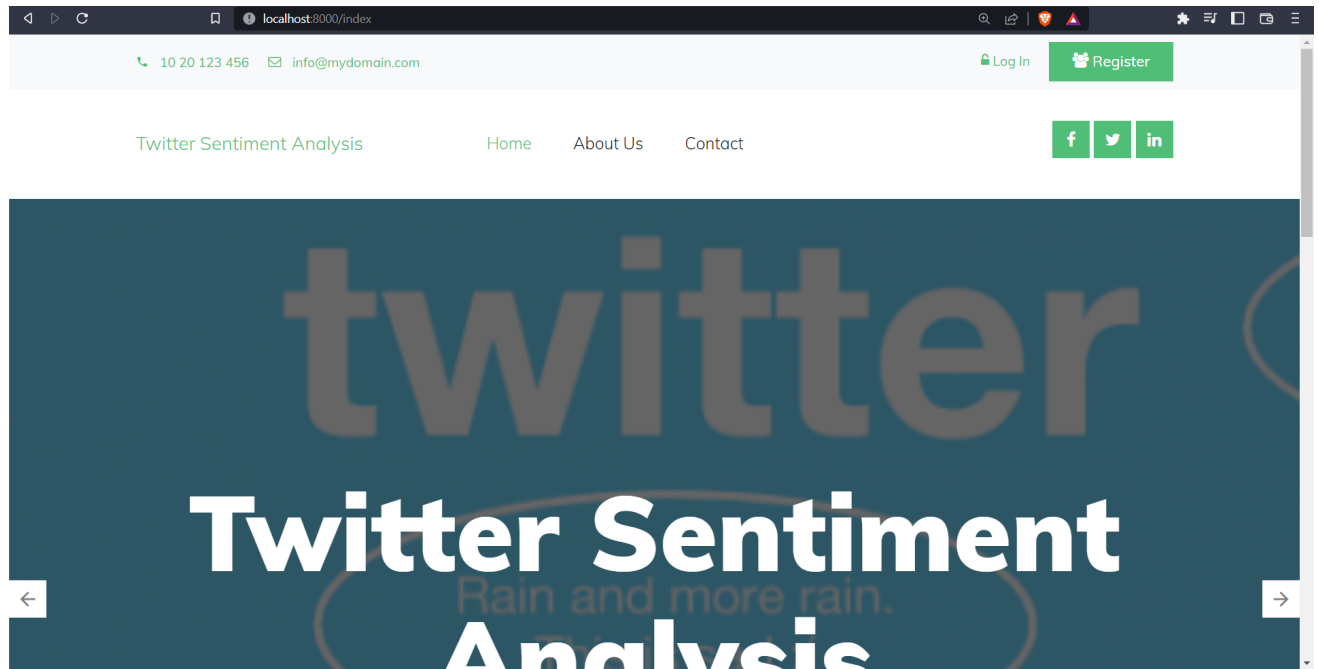 localhost:8000/index
10 20 123 456 info@mydomain.com Log In Register
Twitter Sentiment Analysis Home About Us Contact
f in
twitter
Twitter Sentiment
Rain and more rain.
Analysis